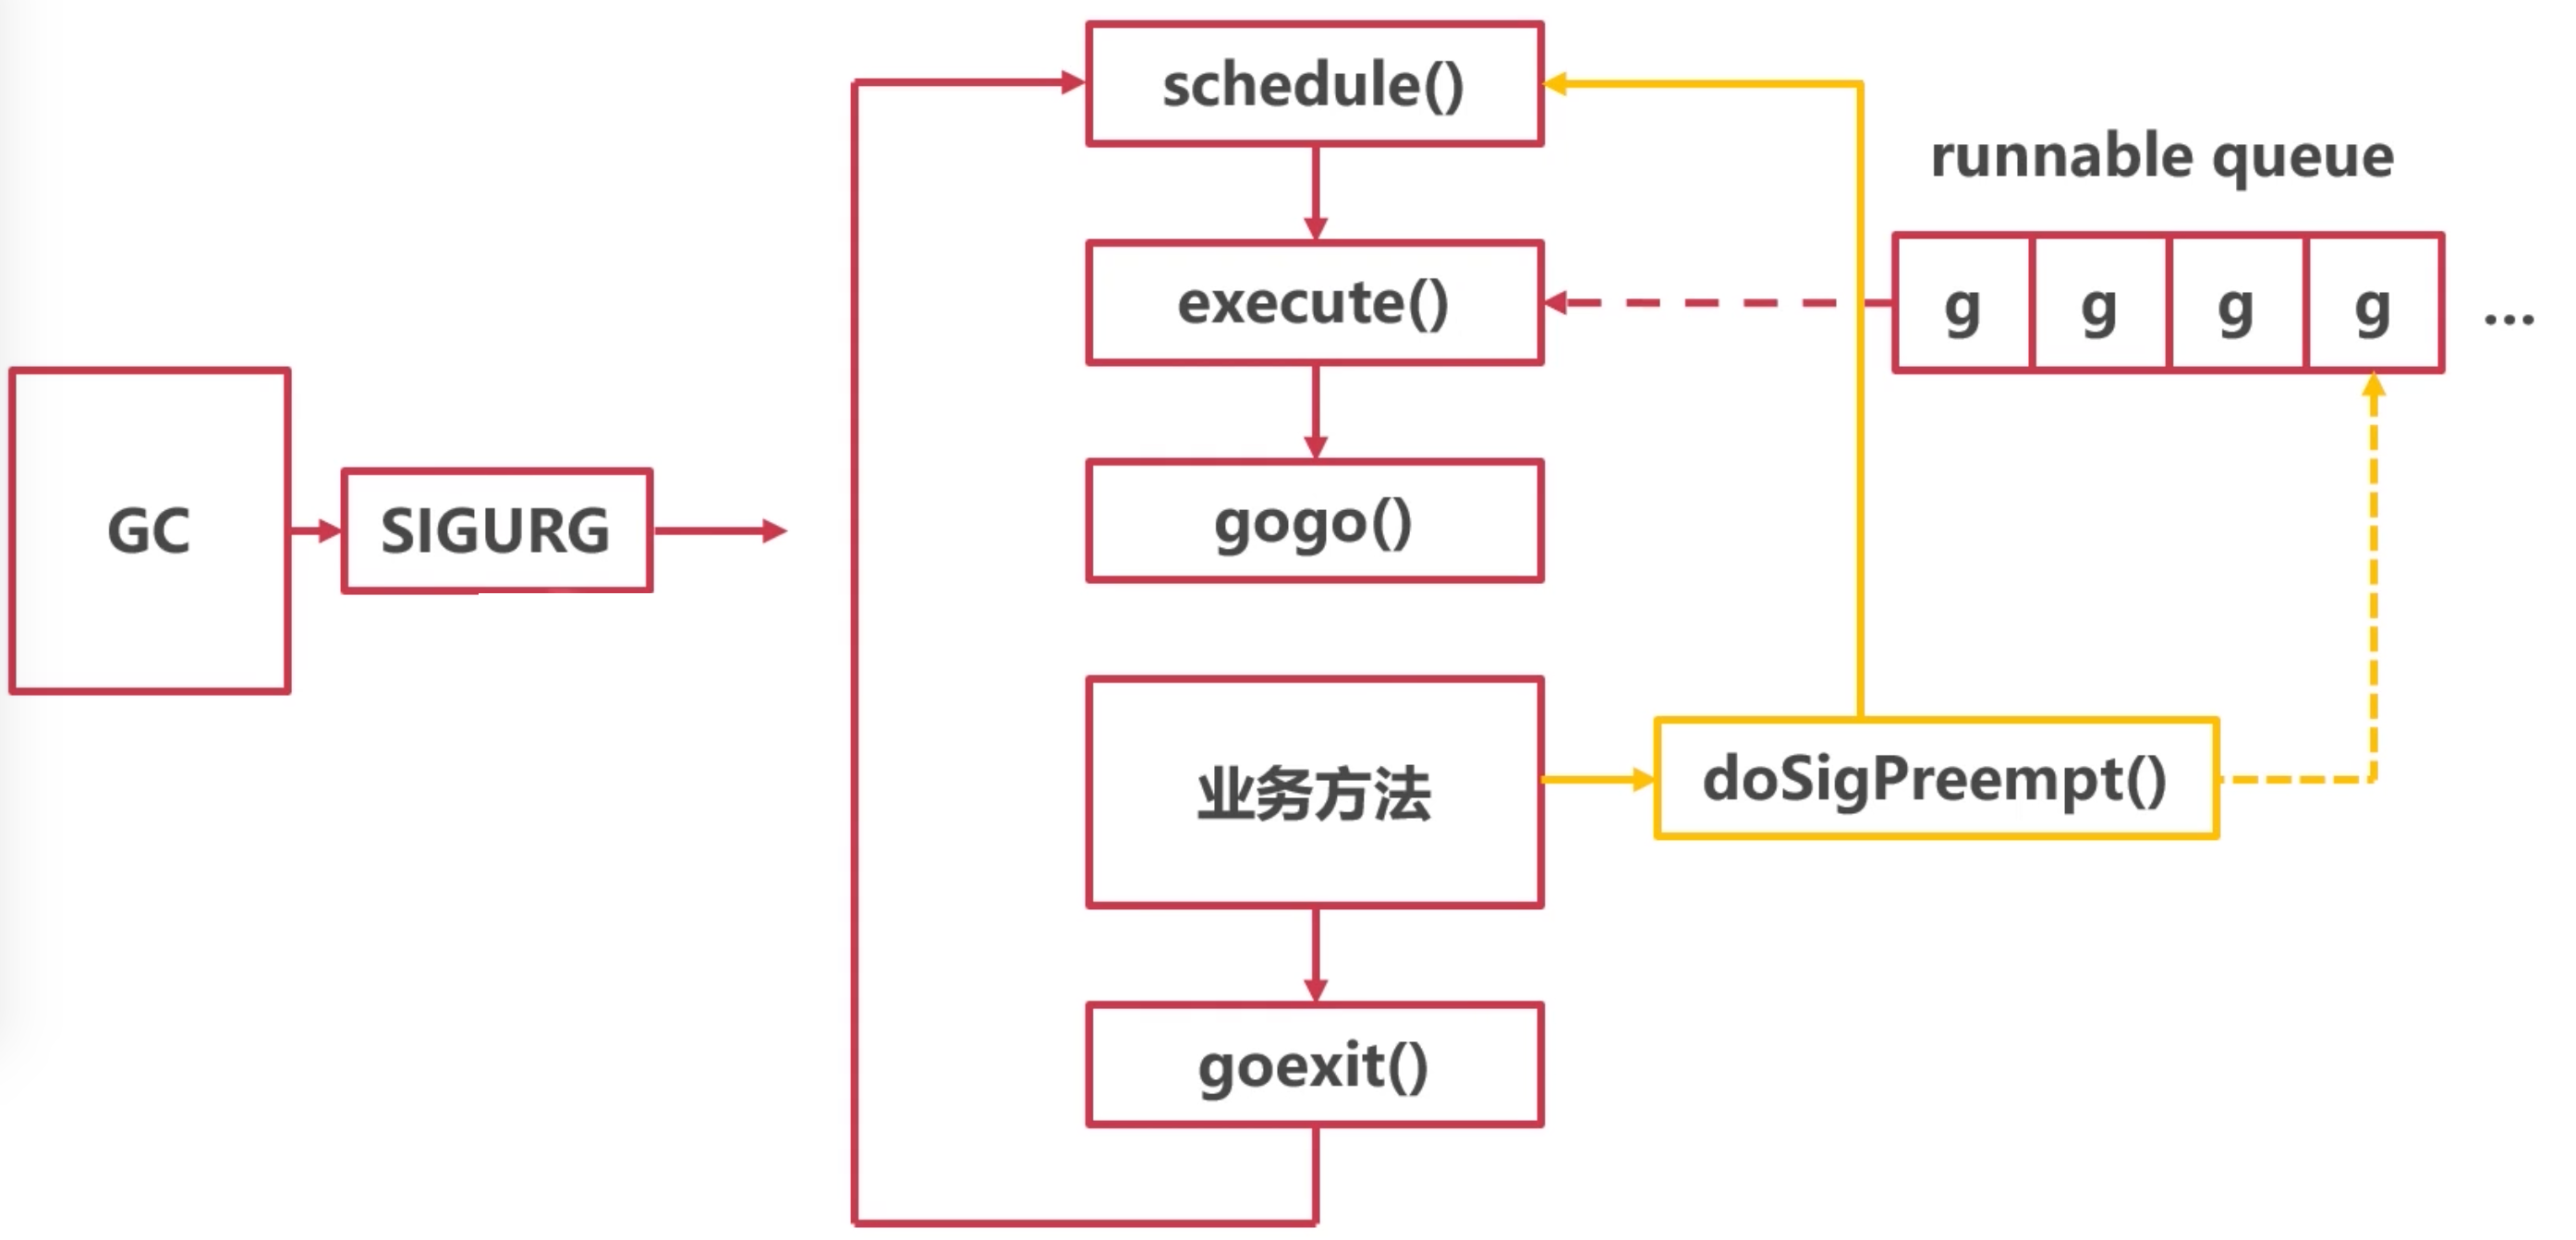 schedule()
runnable queue
execute()
g g g g ...
GC
SIGURG
gogo()
业务方法
doSigPreempt()
goexit()